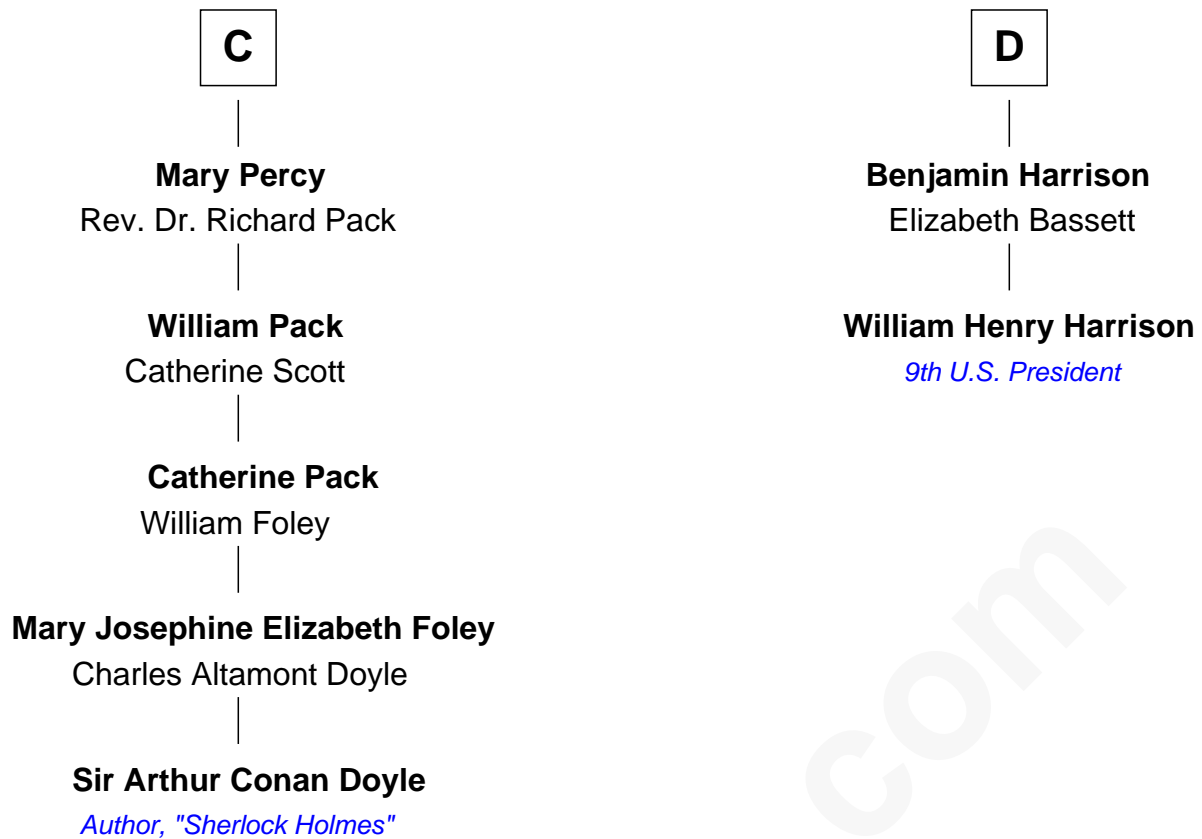 C
Mary Percy
Rev. Dr. Richard Pack
William Pack
Catherine Scott
Catherine Pack
William Foley
Mary Josephine Elizabeth Foley
Charles Altamont Doyle
Sir Arthur Conan Doyle
Author, "Sherlock Holmes"
D
Benjamin Harrison
Elizabeth Bassett
William Henry Harrison
9th U.S. President
com